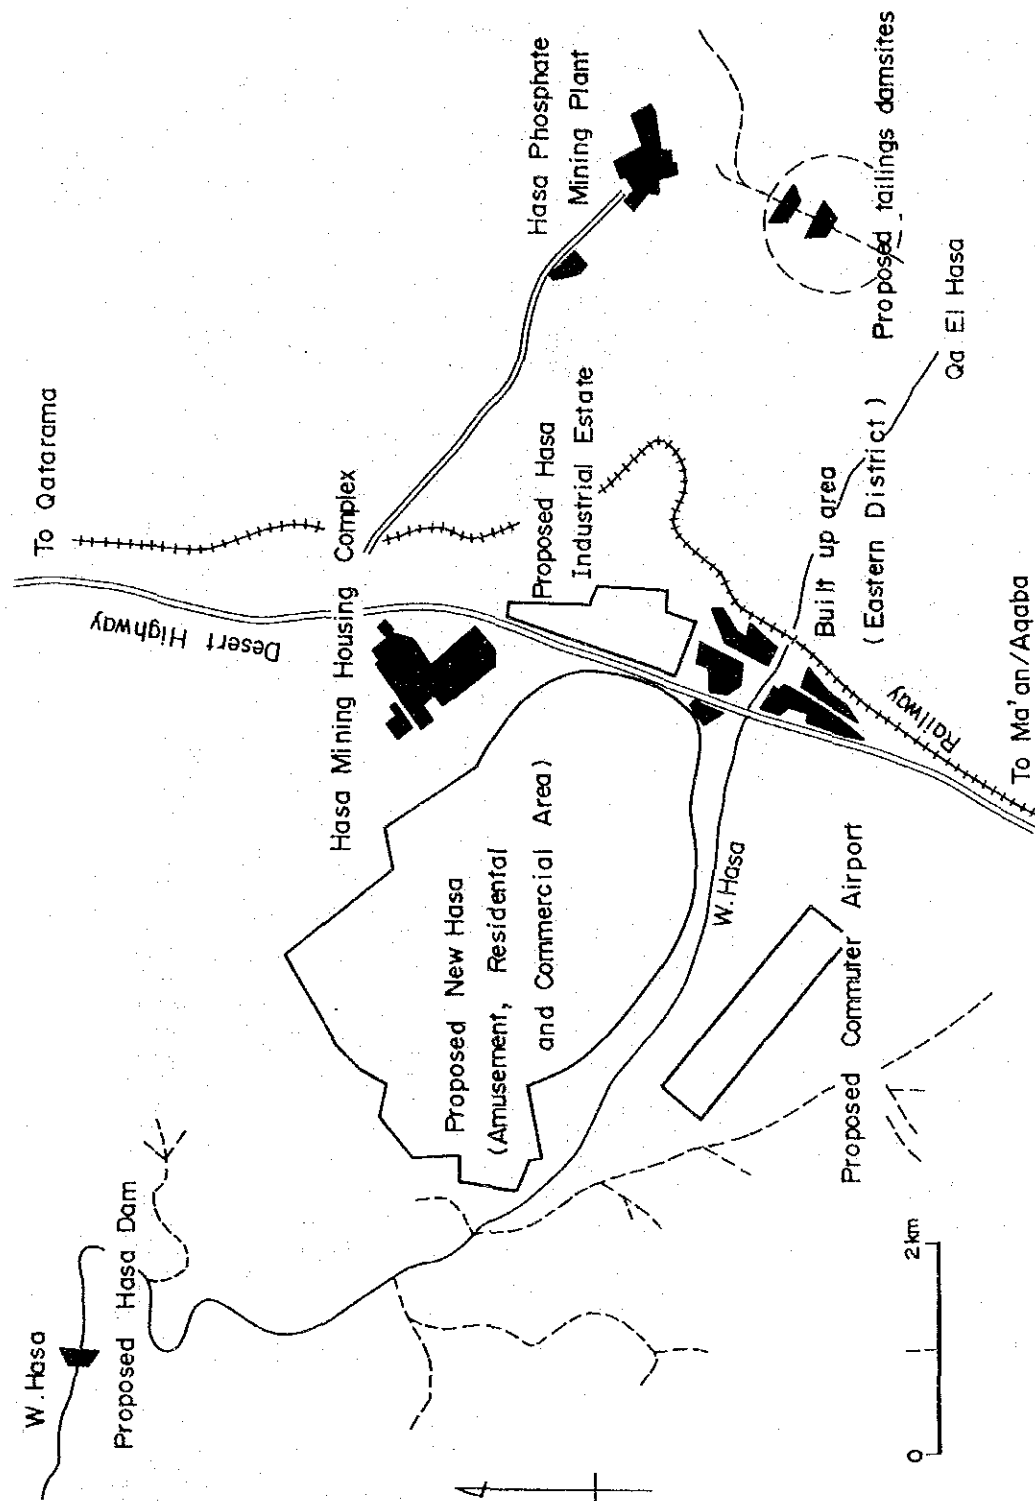 W. Hasa
Proposed Hasa Dam
To Qatarama
Desert Highway
Hasa Mining Housing Complex
Hasa Phosphate
Mining Plant
Proposed Hasa
Industrial Estate
Proposed New Hasa
(Amusement, Residental
and Commercial Area)
W. Hasa
Built up area
(Eastern District)
Proposed tailings damsites
Qa El Hasa
Railway
To Ma'an/Aqaba
Proposed Commuter Airport
0
2 km